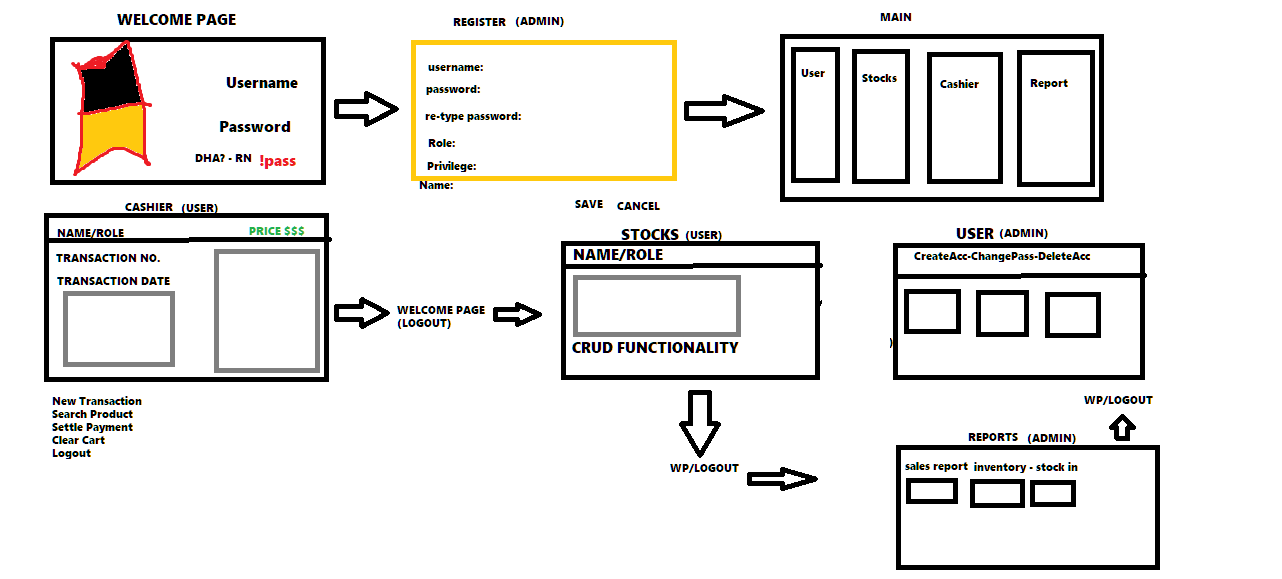 WELCOME PAGE
Username
Password
DHA? - RN !pass
REGISTER (ADMIN)
username:
password:
re-type password:
Role:
Privilege:
Name:
SAVE CANCEL
MAIN
User
Stocks
Cashier
Report
CASHIER (USER)
NAME/ROLE PRICE $$$
TRANSACTION NO.
TRANSACTION DATE
New Transaction
Search Product
Settle Payment
Clear Cart
Logout
WELCOME PAGE
(LOGOUT)
STOCKS (USER)
NAME/ROLE
CRUD FUNCTIONALITY
WP/LOGOUT
USER (ADMIN)
CreateAcc-ChangePass-DeleteAcc
)
WP/LOGOUT
REPORTS (ADMIN)
sales report inventory - stock in